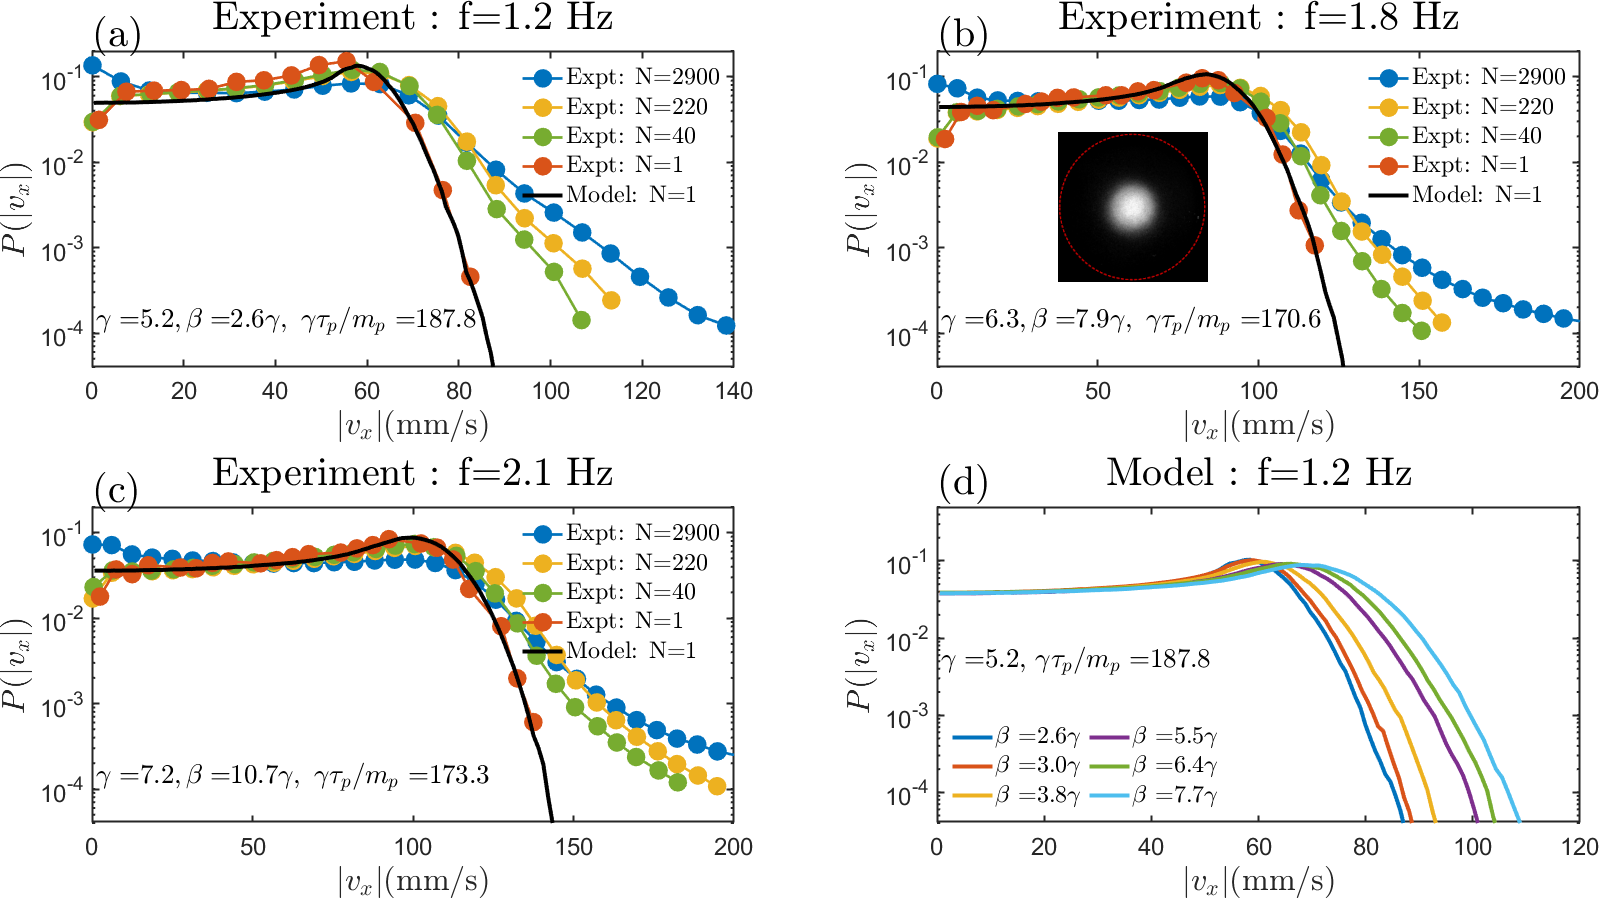 Experiment : f=1.2 Hz
(a)
10^-1
10^-2
10^-3
10^-4
P(|v_x|)
Expt: N=2900
Expt: N=220
Expt: N=40
Expt: N=1
Model: N=1
γ =5.2, β =2.6γ, γτ_p/m_p =187.8
0 20 40 60 80 100 120 140
|v_x|(mm/s)
Experiment : f=1.8 Hz
(b)
10^-1
10^-2
10^-3
10^-4
P(|v_x|)
Expt: N=2900
Expt: N=220
Expt: N=40
Expt: N=1
Model: N=1
γ =6.3, β =7.9γ, γτ_p/m_p =170.6
0 50 100 150 200
|v_x|(mm/s)
Experiment : f=2.1 Hz
(c)
10^-1
10^-2
10^-3
10^-4
P(|v_x|)
Expt: N=2900
Expt: N=220
Expt: N=40
Expt: N=1
Model: N=1
γ =7.2, β =10.7γ, γτ_p/m_p =173.3
0 50 100 150 200
|v_x|(mm/s)
Model : f=1.2 Hz
(d)
10^-1
10^-2
10^-3
10^-4
P(|v_x|)
γ =5.2, γτ_p/m_p =187.8
β =2.6γ β =5.5γ
β =3.0γ β =6.4γ
β =3.8γ β =7.7γ
0 20 40 60 80 100 120
|v_x|(mm/s)